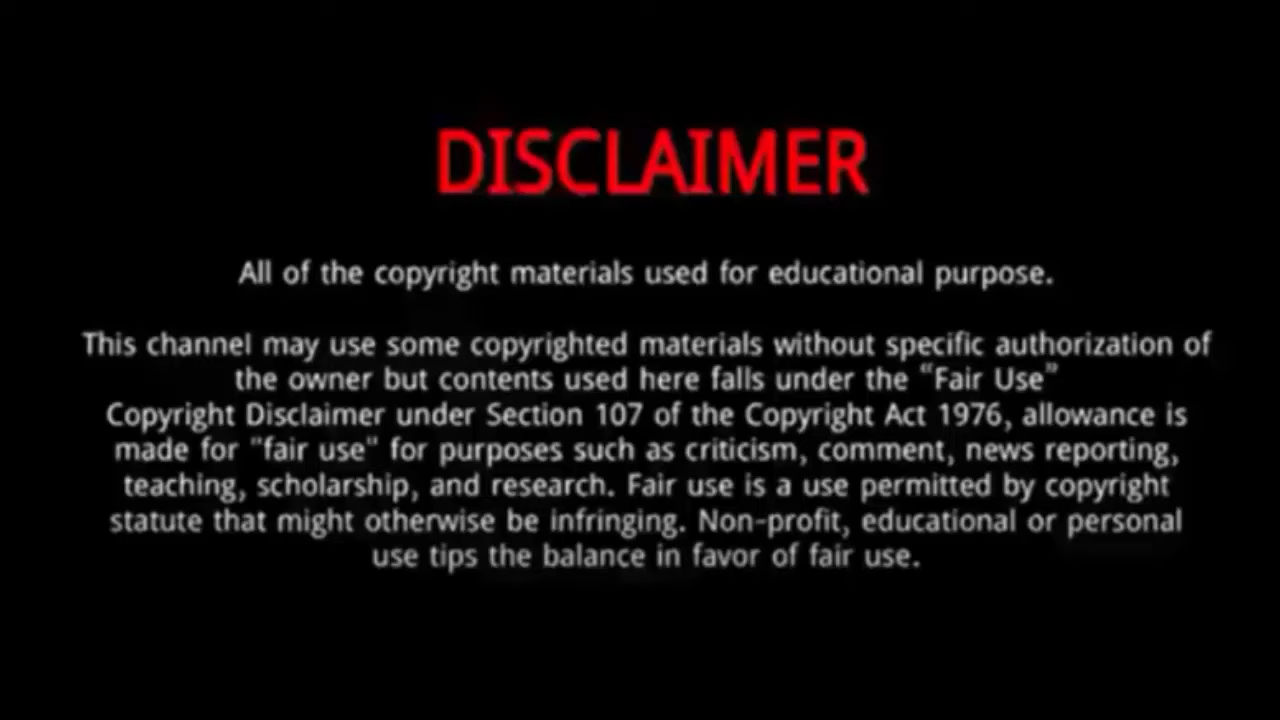 DISCLAIMER
All of the copyright materials used for educational purpose.
This channel may use some copyrighted materials without specific authorization of
the owner but contents used here falls under the “Fair Use”
Copyright Disclaimer under Section 107 of the Copyright Act 1976, allowance is
made for "fair use" for purposes such as criticism, comment, news reporting,
teaching, scholarship, and research. Fair use is a use permitted by copyright
statute that might otherwise be infringing. Non-profit, educational or personal
use tips the balance in favor of fair use.